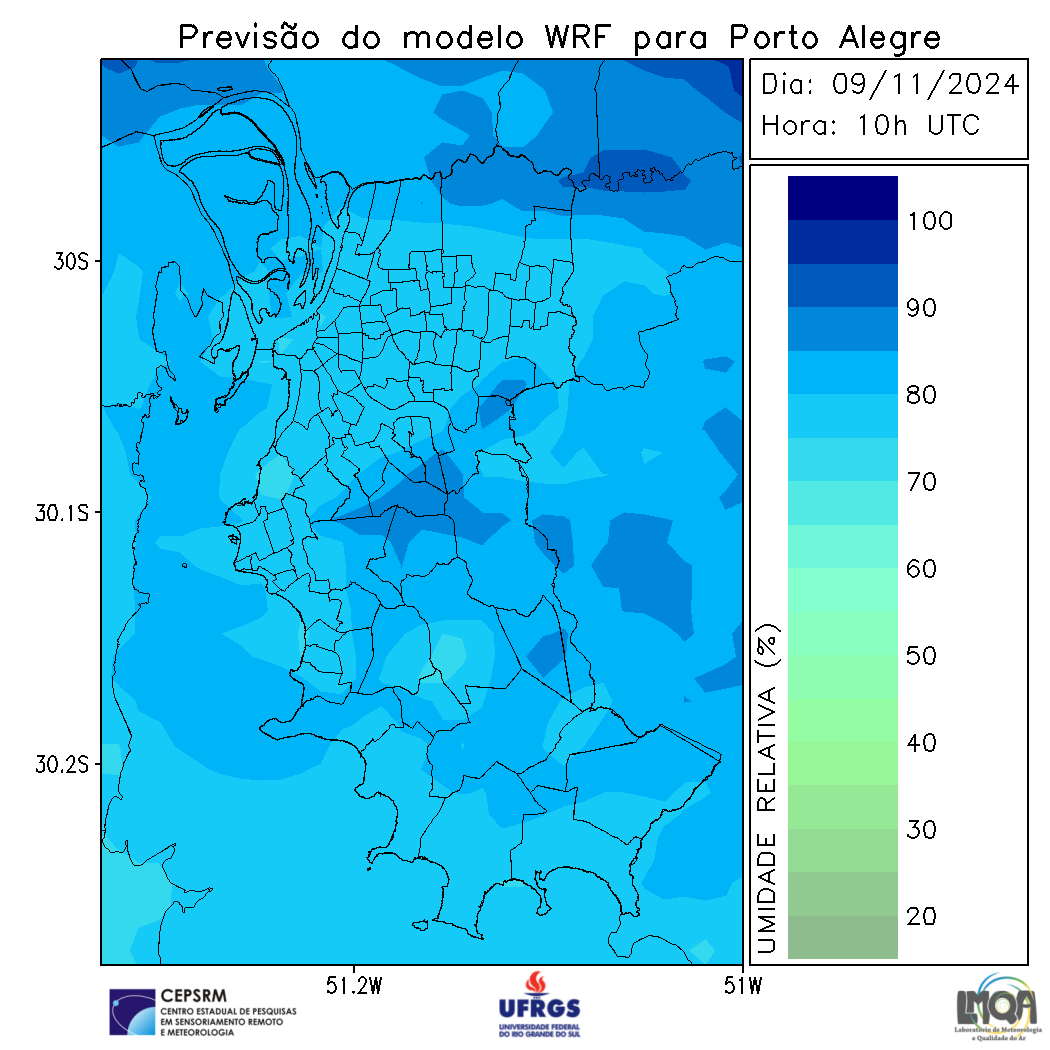 Previsão do modelo WRF para Porto Alegre
Dia: 09/11/2024
Hora: 10h UTC
100
90
80
70
60
50
40
30
20
UMIDADE RELATIVA (%)
30S
30.1S
30.2S
51.2W
51W
CEPSRM
CENTRO ESTADUAL DE PESQUISAS
EM SENSORIAMENTO REMOTO
E METEOROLOGIA
UFRGS
UNIVERSIDADE FEDERAL
DO RIO GRANDE DO SUL
LMQA
Laboratório de Meteorologia
e Qualidade do Ar